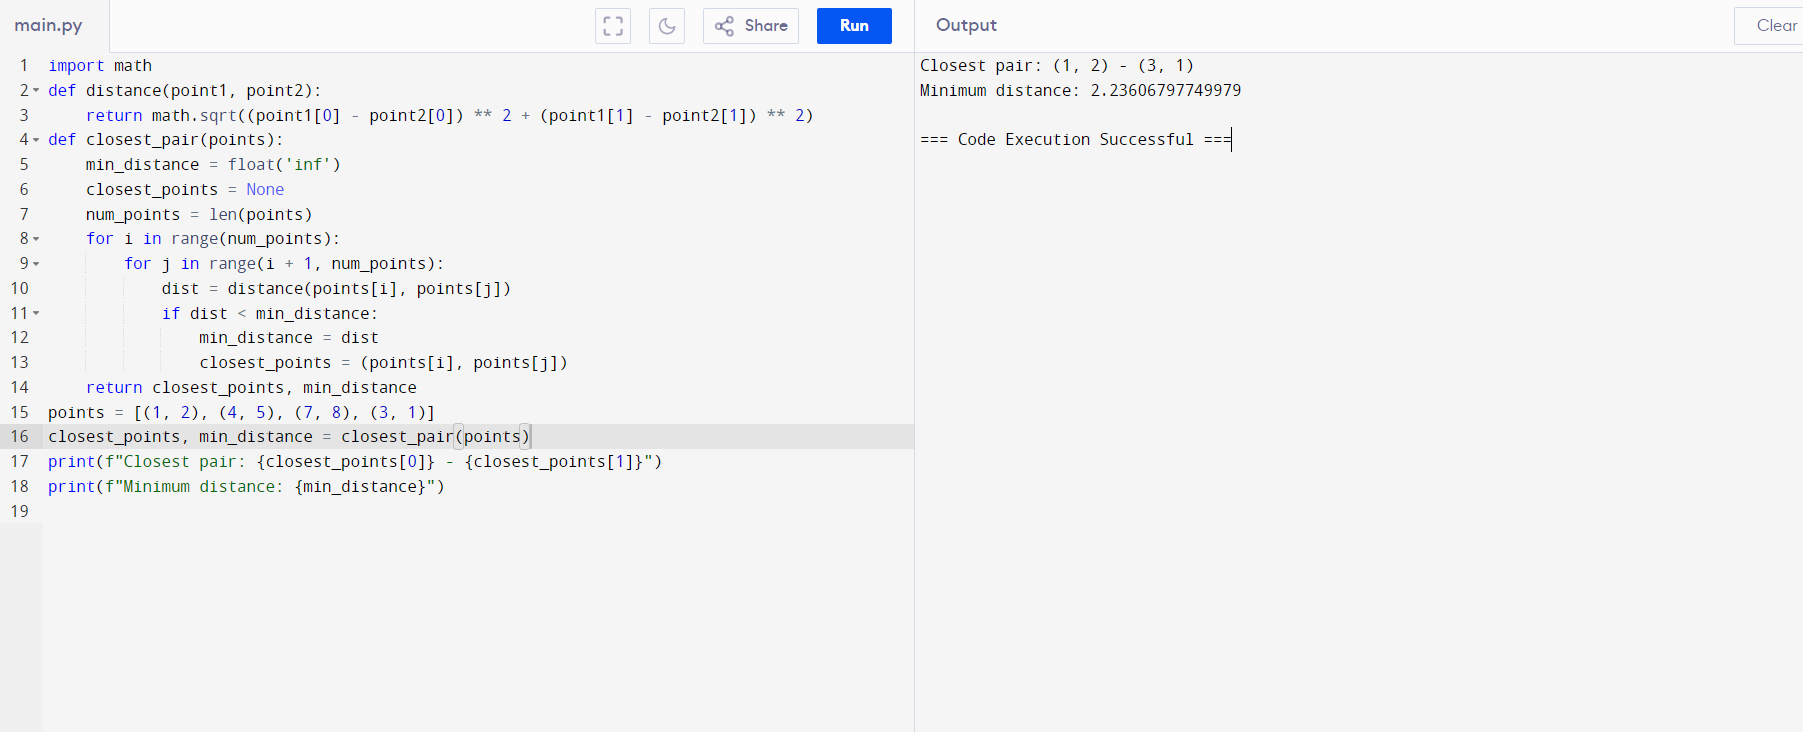 main.py
Share
Run
Output
Clear
1 import math
2 def distance(point1, point2):
3     return math.sqrt((point1[0] - point2[0]) ** 2 + (point1[1] - point2[1]) ** 2)
4 def closest_pair(points):
5     min_distance = float('inf')
6     closest_points = None
7     num_points = len(points)
8     for i in range(num_points):
9         for j in range(i + 1, num_points):
10             dist = distance(points[i], points[j])
11             if dist < min_distance:
12                 min_distance = dist
13                 closest_points = (points[i], points[j])
14     return closest_points, min_distance
15 points = [(1, 2), (4, 5), (7, 8), (3, 1)]
16 closest_points, min_distance = closest_pair(points)
17 print(f"Closest pair: {closest_points[0]} - {closest_points[1]}")
18 print(f"Minimum distance: {min_distance}")
19
Closest pair: (1, 2) - (3, 1)
Minimum distance: 2.23606797749979
=== Code Execution Successful ===